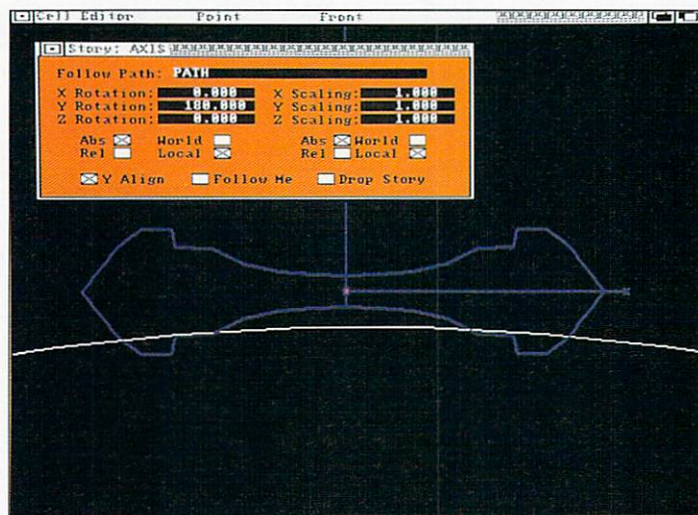 Cell Editor Point Front
Story: AXIS
Follow Path: PATH
X Rotation: 0.000 X Scaling: 1.000
Y Rotation: 180.000 Y Scaling: 1.000
Z Rotation: 0.000 Z Scaling: 1.000
Abs World Abs World
Rel Local Rel Local
Y Align Follow Me Drop Story